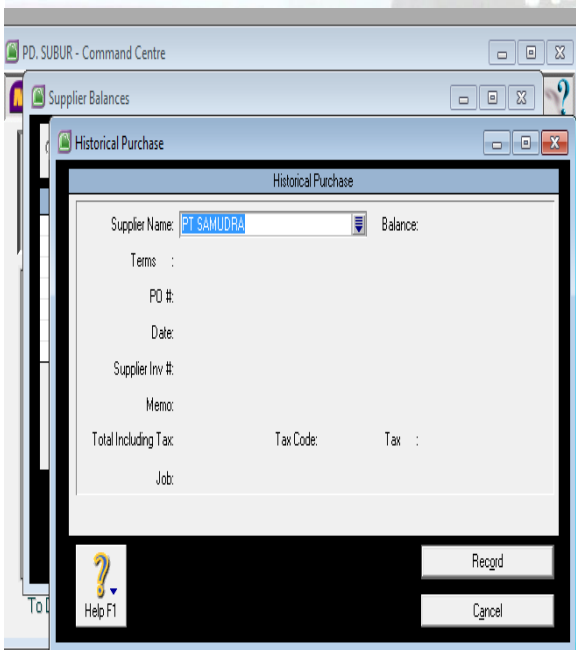 PD. SUBUR - Command Centre
Supplier Balances
Historical Purchase
Historical Purchase
Supplier Name: PT SAMUDRA Balance:
Terms :
PO #:
Date:
Supplier Inv #:
Memo:
Total Including Tax: Tax Code: Tax :
Job:
Record
Help F1
Cancel
To